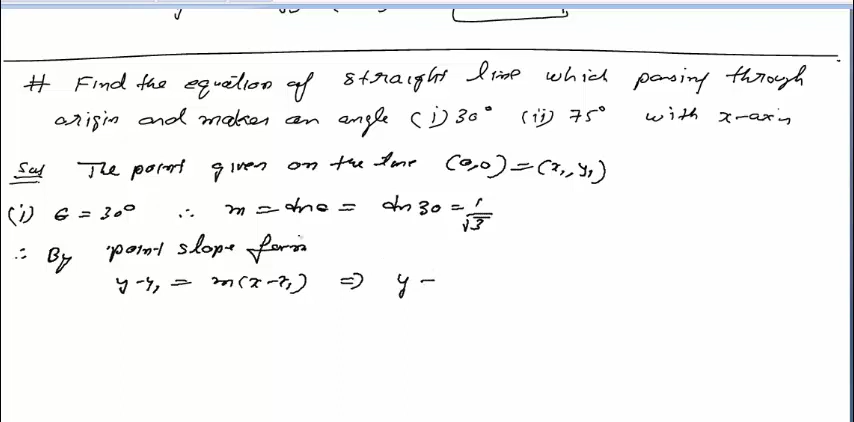 # Find the equation of straight line which passing through
origin and makes an angle (i) 30° (ii) 75° with x-axis
Sol The point given on the line (0,0) = (x₁, y₁)
(i) θ = 30° ∴ m = tan θ = tan 30 = 1/√3
∴ By point slope form
y - y₁ = m(x - x₁) ⇒ y -